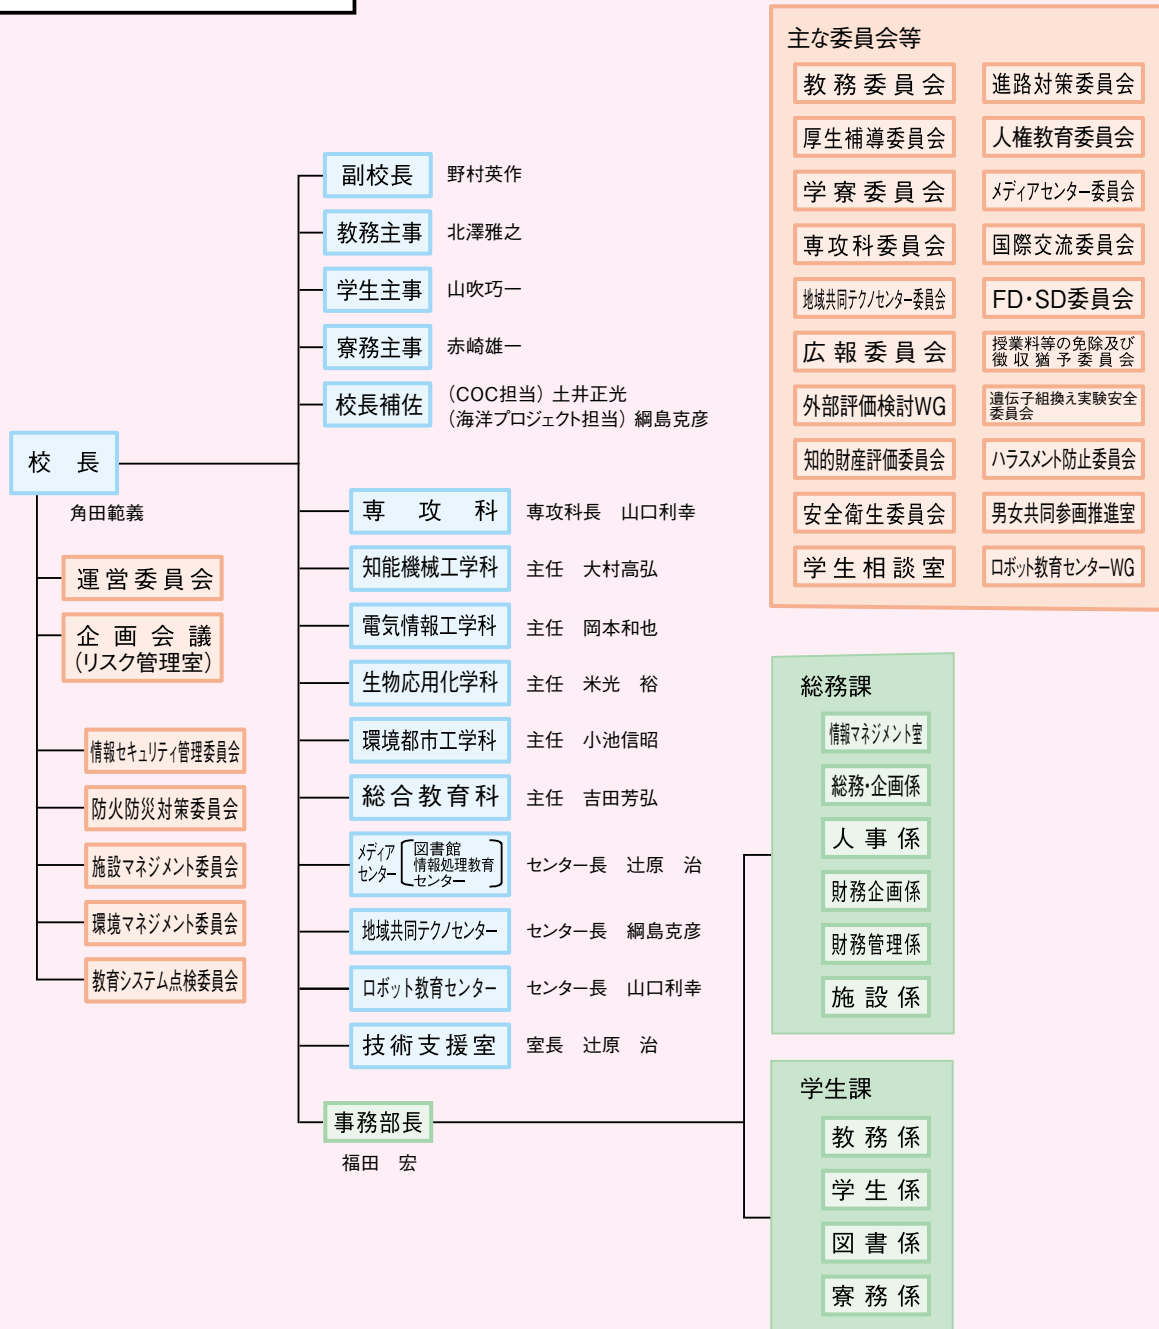 主な委員会等
教務委員会
進路対策委員会
厚生補導委員会
人権教育委員会
学寮委員会
メディアセンター委員会
専攻科委員会
国際交流委員会
地域共同テクノセンター委員会
FD・SD委員会
広報委員会
授業料等の免除及び
徴収猶予委員会
外部評価検討WG
遺伝子組換え実験安全
委員会
知的財産評価委員会
ハラスメント防止委員会
安全衛生委員会
男女共同参画推進室
学生相談室
ロボット教育センターWG
副校長 野村英作
教務主事 北澤雅之
学生主事 山吹巧一
寮務主事 赤崎雄一
校長補佐
(COC担当) 土井正光
(海洋プロジェクト担当) 綱島克彦
校長
角田範義
運営委員会
企画会議
(リスク管理室)
情報セキュリティ管理委員会
防火防災対策委員会
施設マネジメント委員会
環境マネジメント委員会
教育システム点検委員会
専攻科 専攻科長 山口利幸
知能機械工学科 主任 大村高弘
電気情報工学科 主任 岡本和也
生物応用化学科 主任 米光 裕
環境都市工学科 主任 小池信昭
総合教育科 主任 吉田芳弘
メディア
センター
図書館
情報処理教育
センター
センター長 辻原 治
地域共同テクノセンター センター長 綱島克彦
ロボット教育センター センター長 山口利幸
技術支援室 室長 辻原 治
事務部長
福田 宏
総務課
情報マネジメント室
総務・企画係
人事係
財務企画係
財務管理係
施設係
学生課
教務係
学生係
図書係
寮務係